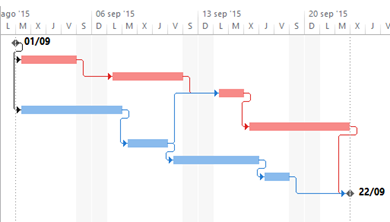 ago '15 06 sep '15 13 sep '15 20 sep '15
L M X J V S D L M X J V S D L M X J V S D L M X
01/09
22/09